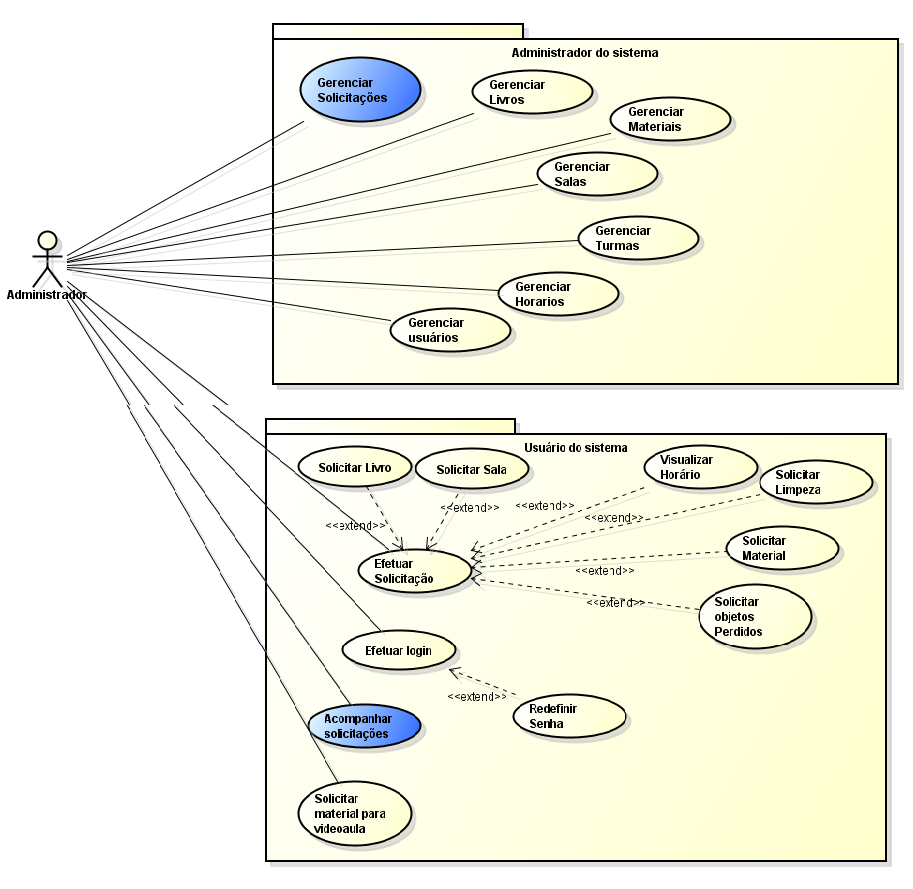 Administrador do sistema
Gerenciar
Solicitações
Gerenciar
Livros
Gerenciar
Materiais
Gerenciar
Salas
Gerenciar
Turmas
Gerenciar
Horarios
Gerenciar
usuários
Administrador
Usuário do sistema
Solicitar Livro
Solicitar Sala
Visualizar
Horário
Solicitar
Limpeza
<<extend>>
<<extend>>
<<extend>>
<<extend>>
Solicitar
Material
Efetuar
Solicitação
<<extend>>
<<extend>>
Solicitar
objetos
Perdidos
Efetuar login
<<extend>>
Redefinir
Senha
Acompanhar
solicitações
Solicitar
material para
videoaula